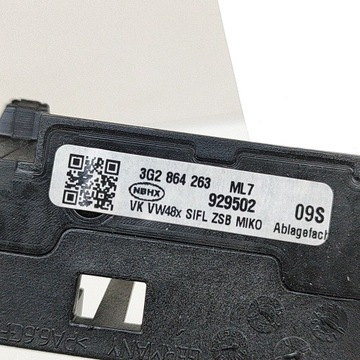 3G2 864 263 ML7
NBHX 929502
VK VW48x SIFL ZSB MIKO
09S
Ablagefach